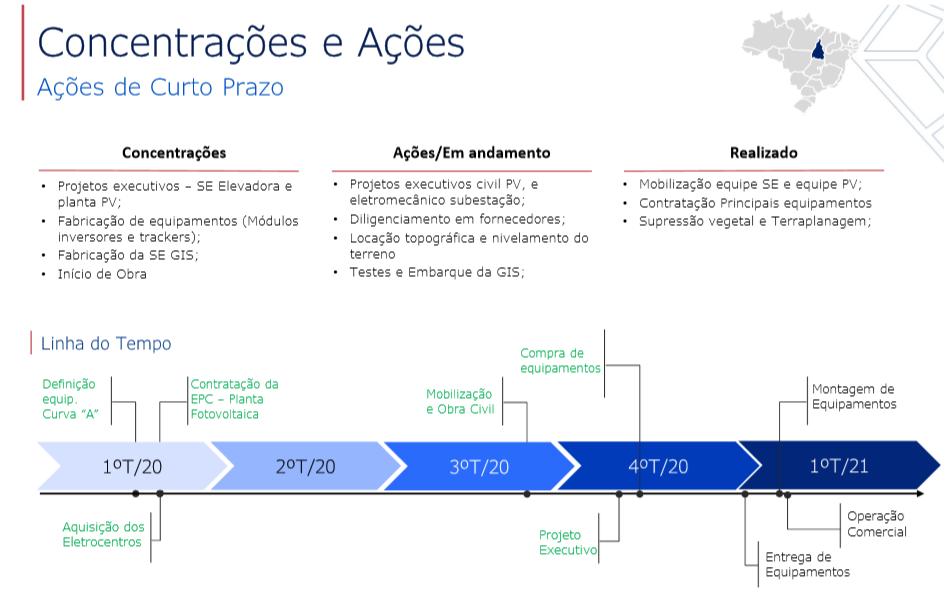 Concentrações e Ações
Ações de Curto Prazo
Concentrações
• Projetos executivos – SE Elevadora e
planta PV;
• Fabricação de equipamentos (Módulos
inversores e trackers);
• Fabricação da SE GIS;
• Início de Obra
Ações/Em andamento
• Projetos executivos civil PV, e
eletromecânico subestação;
• Diligenciamento em fornecedores;
• Locação topográfica e nivelamento do
terreno
• Testes e Embarque da GIS;
Realizado
• Mobilização equipe SE e equipe PV;
• Contratação Principais equipamentos
• Supressão vegetal e Terraplanagem;
Linha do Tempo
Definição
equip.
Curva “A”
Contratação da
EPC – Planta
Fotovoltaica
Mobilização
e Obra Civil
Compra de
equipamentos
Montagem de
Equipamentos
1ºT/20
2ºT/20
3ºT/20
4ºT/20
1ºT/21
Aquisição dos
Eletrocentros
Projeto
Executivo
Entrega de
Equipamentos
Operação
Comercial